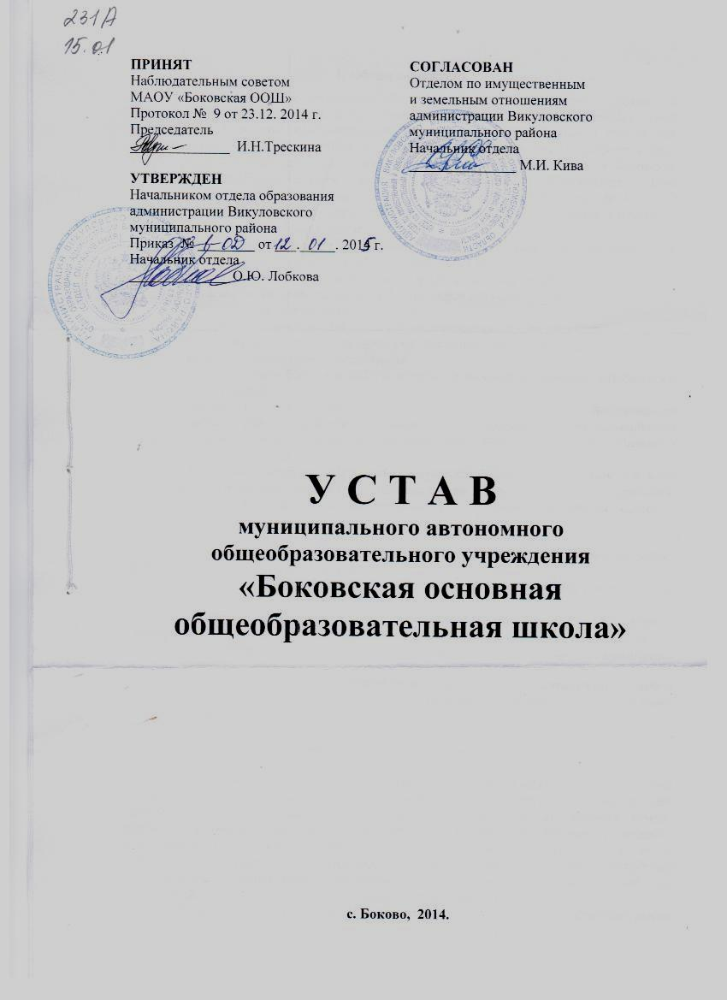 231А
15.01
ПРИНЯТ
Наблюдательным советом
МАОУ «Боковская ООШ»
Протокол № 9 от 23.12. 2014 г.
Председатель
И.Н.Трескина
СОГЛАСОВАН
Отделом по имущественным
и земельным отношениям
администрации Викуловского
муниципального района
Начальник отдела
М.И. Кива
УТВЕРЖДЕН
Начальником отдела образования
администрации Викуловского
муниципального района
Приказ № 1-ОД от 12. 01. 2015 г.
Начальник отдела
О.Ю. Лобкова
У С Т А В
муниципального автономного
общеобразовательного учреждения
«Боковская основная
общеобразовательная школа»
с. Боково, 2014.